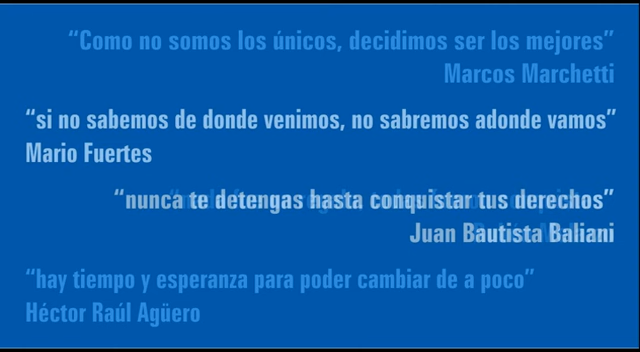 “Como no somos los únicos, decidimos ser los mejores”
Marcos Marchetti
“si no sabemos de donde venimos, no sabremos adonde vamos”
Mario Fuertes
“nunca te detengas hasta conquistar tus derechos”
Juan Bautista Baliani
“hay tiempo y esperanza para poder cambiar de a poco”
Héctor Raúl Agüero